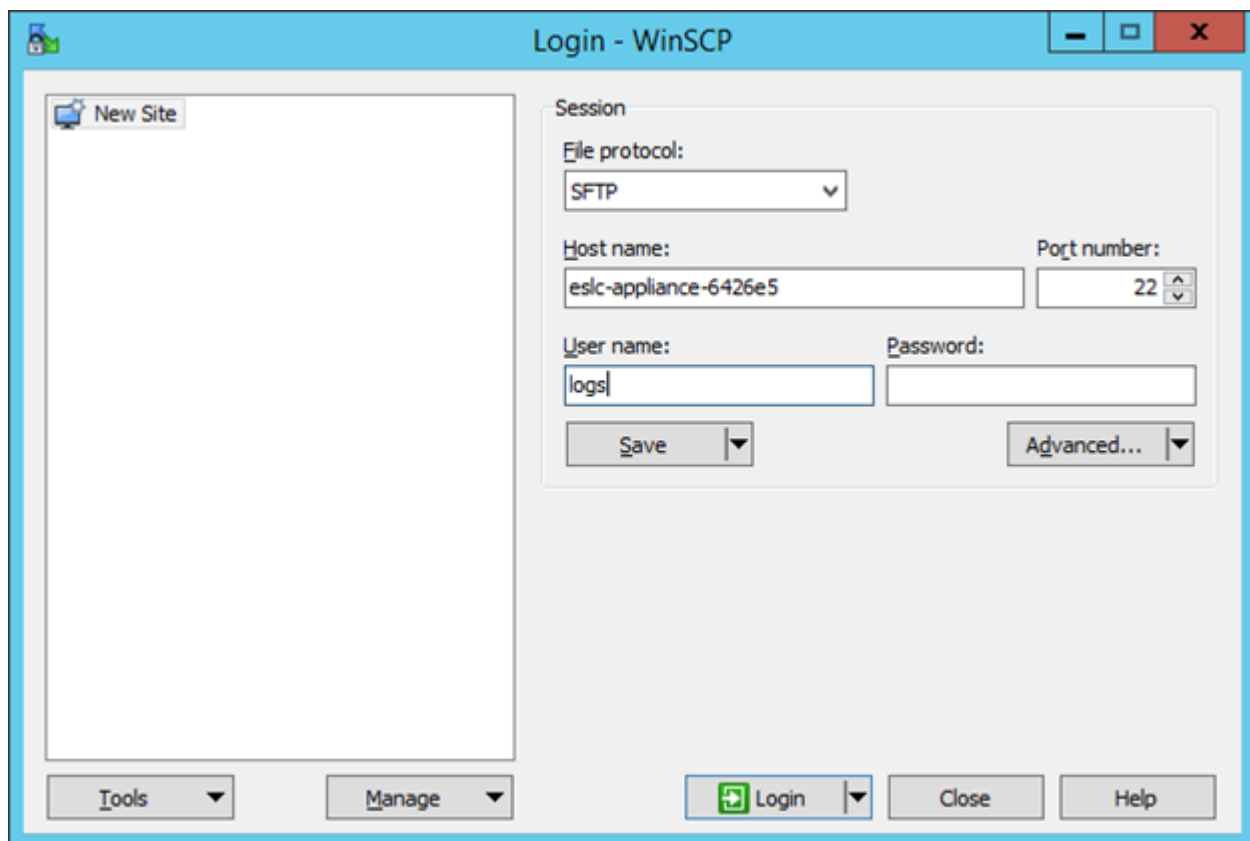 Login - WinSCP
New Site
Session
File protocol:
SFTP
Host name:
Port number:
eslc-appliance-6426e5
22
User name:
Password:
logs
Save
Advanced...
Tools
Manage
Login
Close
Help